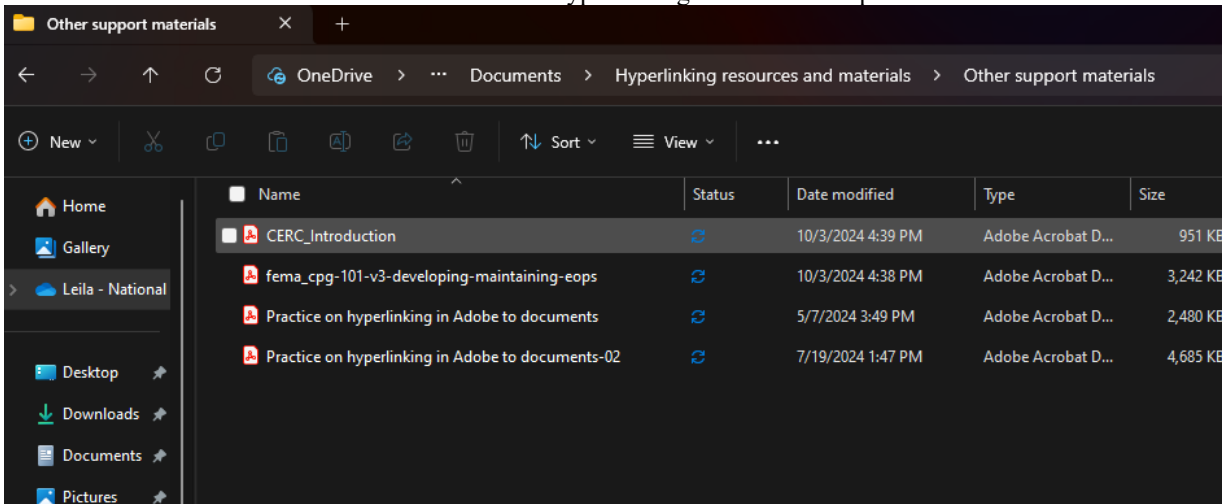 Other support materials
OneDrive > ... Documents > Hyperlinking resources and materials > Other support materials
New Sort View ...
Name Status Date modified Type Size
CERC_Introduction 10/3/2024 4:39 PM Adobe Acrobat D... 951 KB
fema_cpg-101-v3-developing-maintaining-eops 10/3/2024 4:38 PM Adobe Acrobat D... 3,242 KB
Practice on hyperlinking in Adobe to documents 5/7/2024 3:49 PM Adobe Acrobat D... 2,480 KB
Practice on hyperlinking in Adobe to documents-02 7/19/2024 1:47 PM Adobe Acrobat D... 4,685 KB
Home
Gallery
Leila - National
Desktop
Downloads
Documents
Pictures